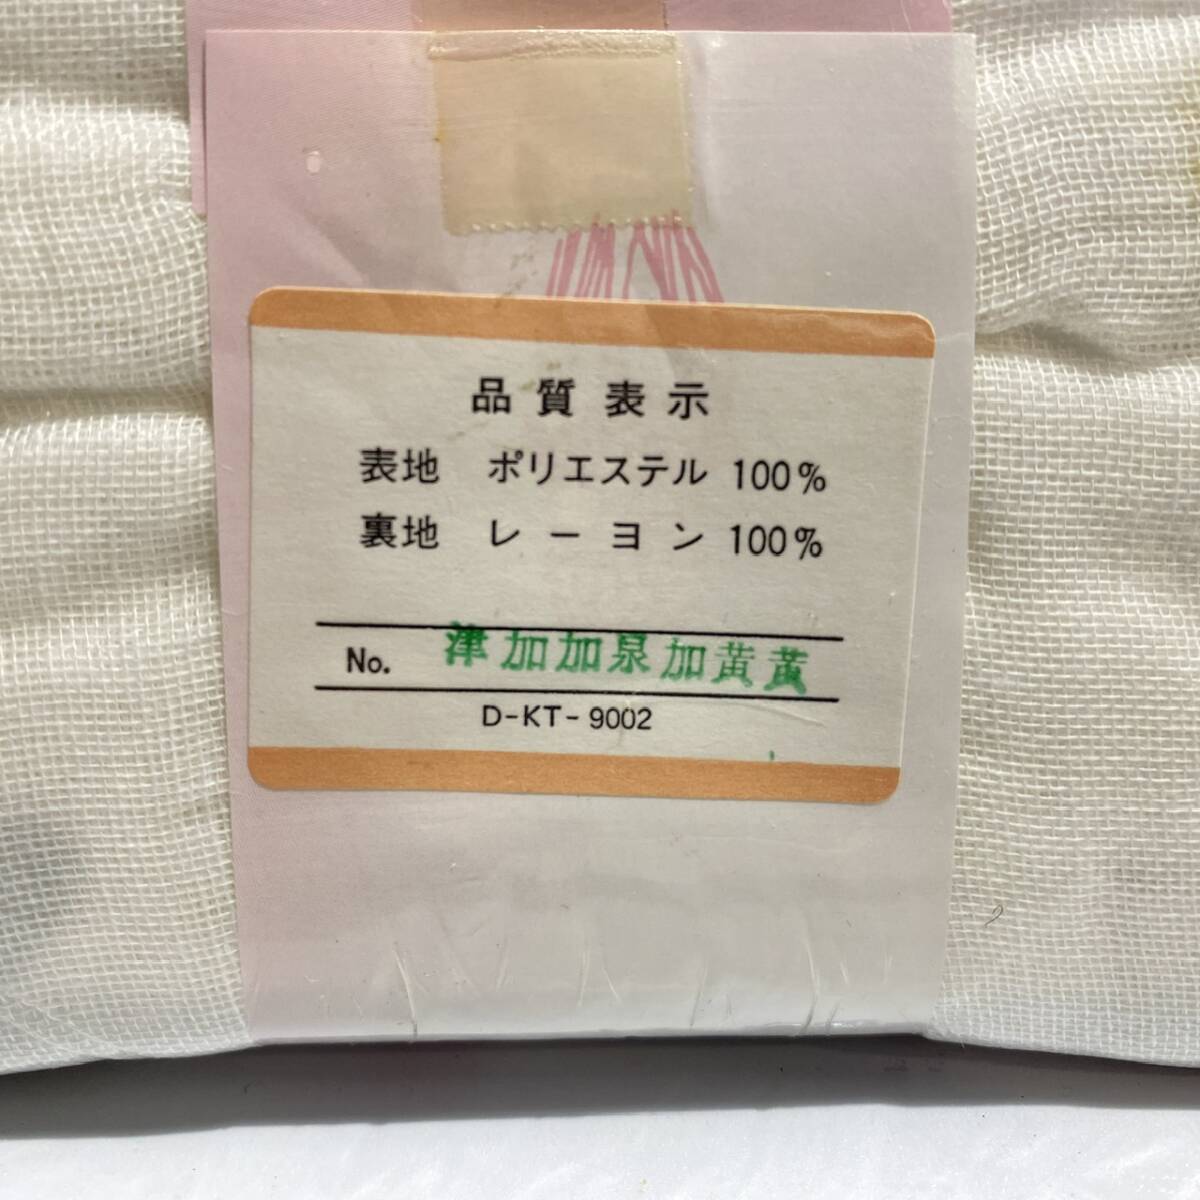 品質表示
表地 ポリエステル 100%
裏地 レーヨン 100%
No. 津加加泉加黄黄
D-KT-9002